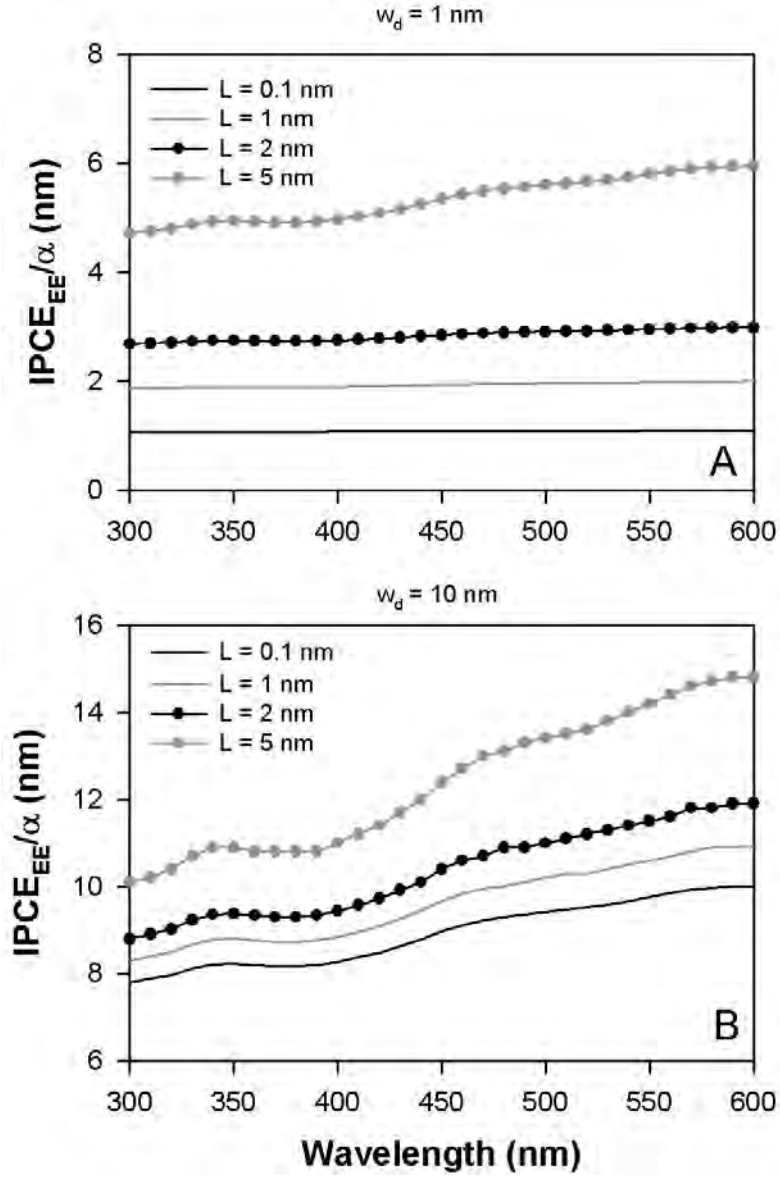 w_d = 1 nm
8
L = 0.1 nm
L = 1 nm
L = 2 nm
L = 5 nm
6
4
2
0
IPCE_EE/α (nm)
A
300 350 400 450 500 550 600
w_d = 10 nm
16
L = 0.1 nm
L = 1 nm
L = 2 nm
L = 5 nm
14
12
10
8
6
IPCE_EE/α (nm)
B
300 350 400 450 500 550 600
Wavelength (nm)